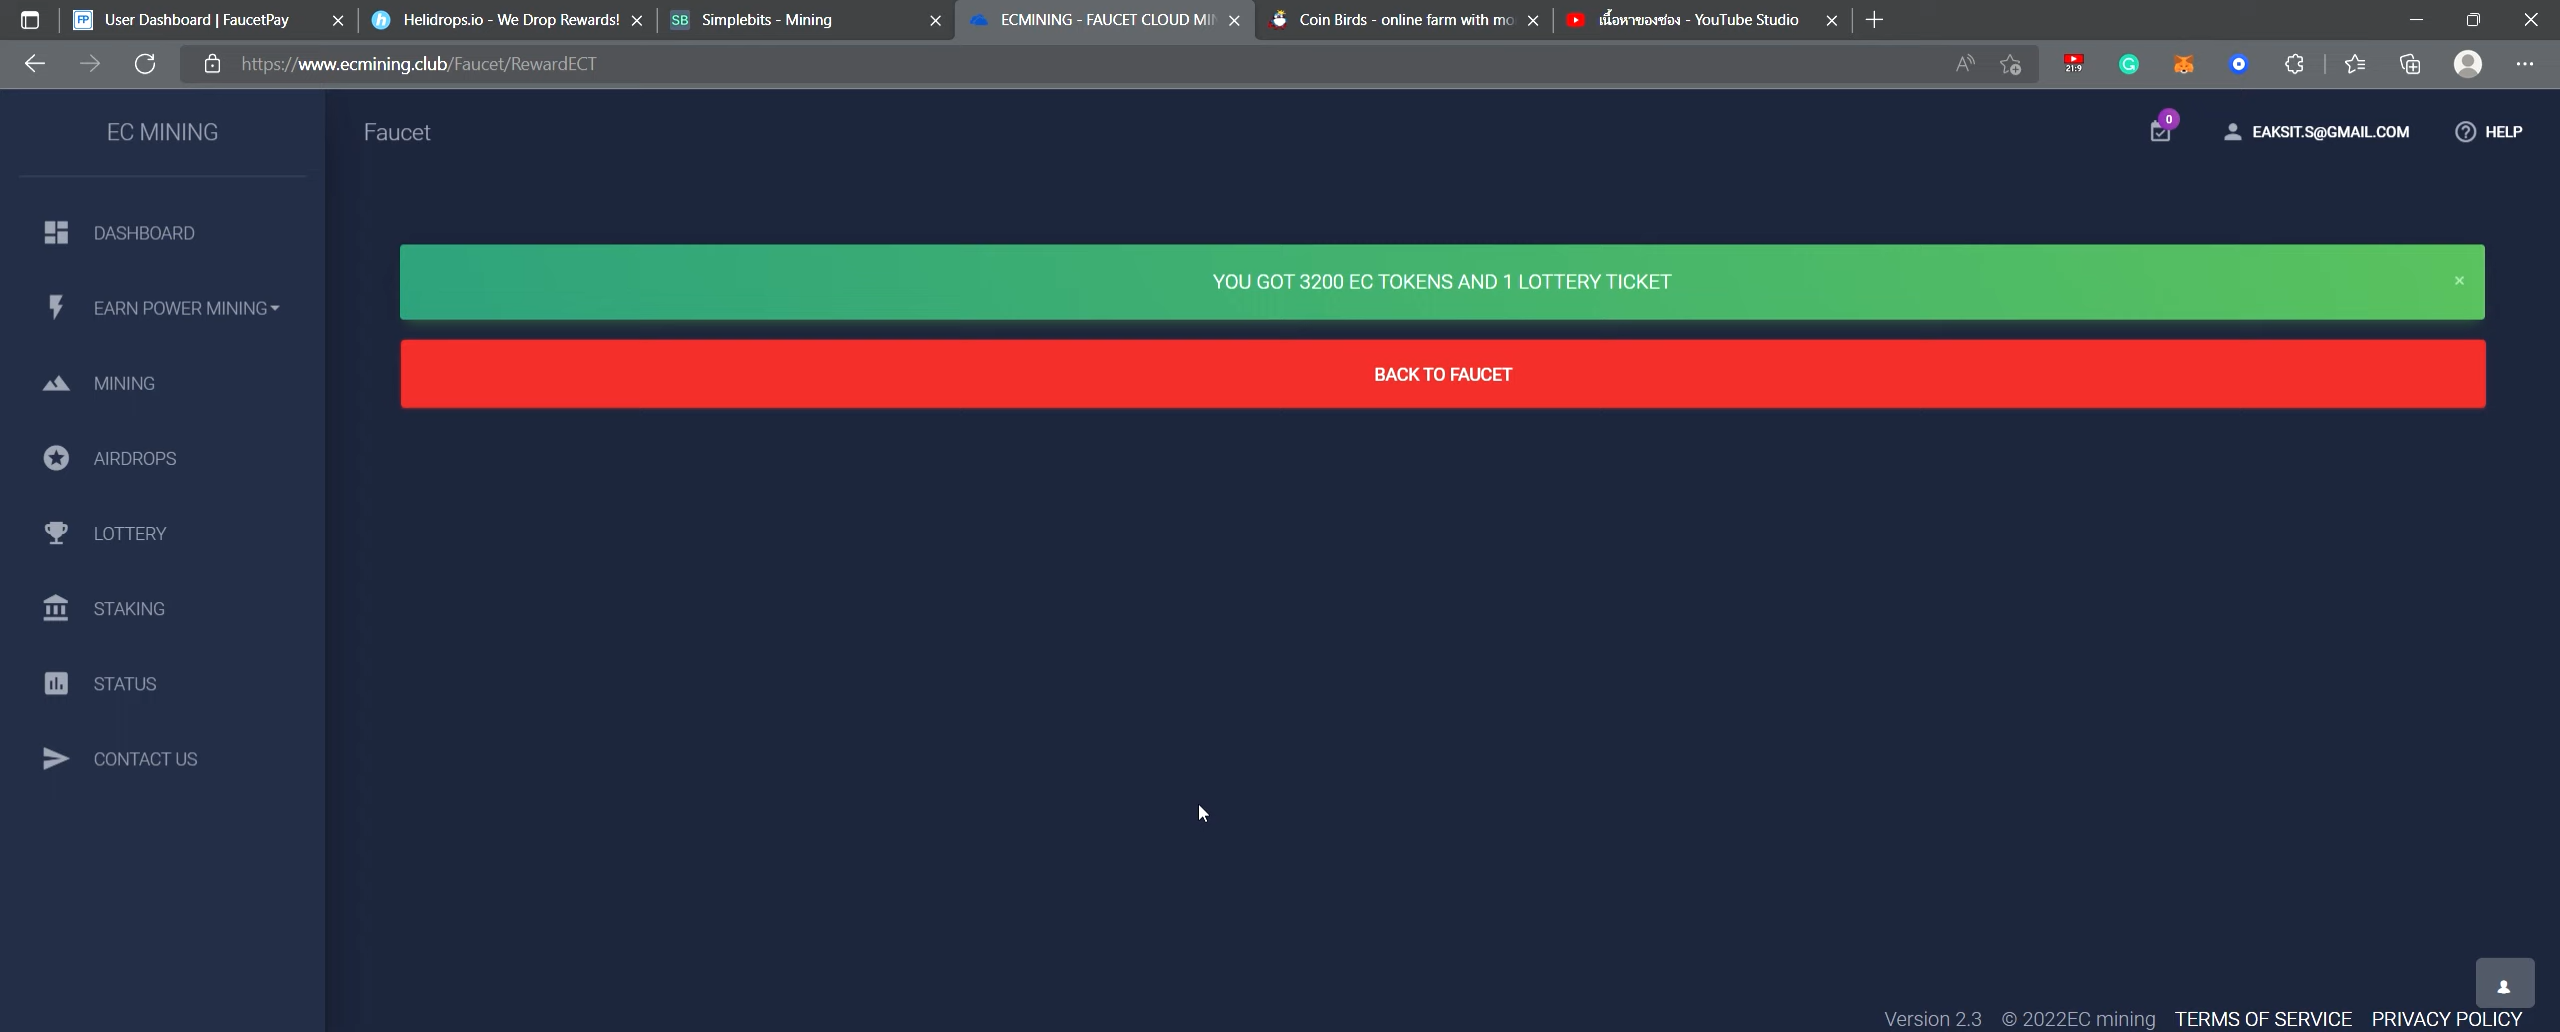 FP User Dashboard | FaucetPay
Helidrops.io - We Drop Rewards!
SB Simplebits - Mining
ECMINING - FAUCET CLOUD MIN
Coin Birds - online farm with mo
เนื้อหาของช่อง - YouTube Studio
https://www.ecmining.club/Faucet/RewardECT
21:9
EC MINING
Faucet
0
EAKSIT.S@GMAIL.COM
HELP
DASHBOARD
EARN POWER MINING
MINING
AIRDROPS
LOTTERY
STAKING
STATUS
CONTACT US
YOU GOT 3200 EC TOKENS AND 1 LOTTERY TICKET
BACK TO FAUCET
Version 2.3 © 2022EC mining TERMS OF SERVICE PRIVACY POLICY